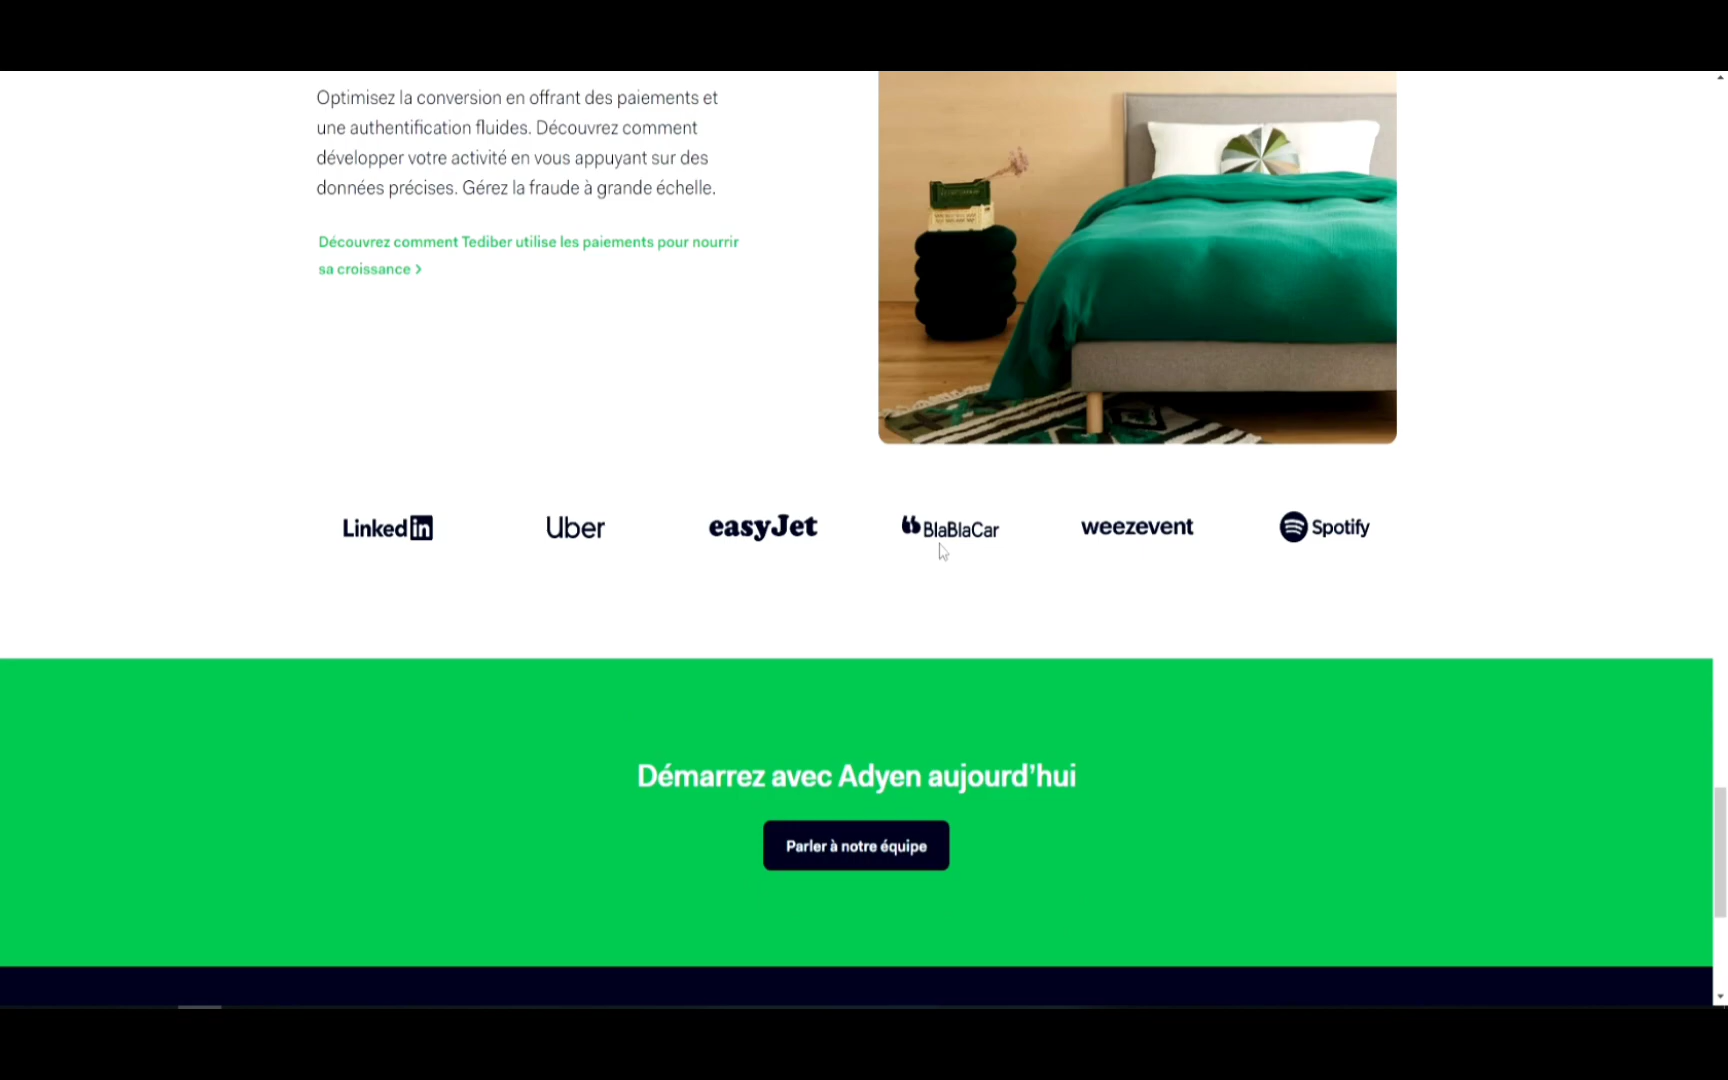 Optimisez la conversion en offrant des paiements et
une authentification fluides. Découvrez comment
développer votre activité en vous appuyant sur des
données précises. Gérez la fraude à grande échelle.
Découvrez comment Tediber utilise les paiements pour nourrir
sa croissance >
LinkedIn Uber easyJet BlaBlaCar weezevent Spotify
Démarrez avec Adyen aujourd'hui
Parler à notre équipe